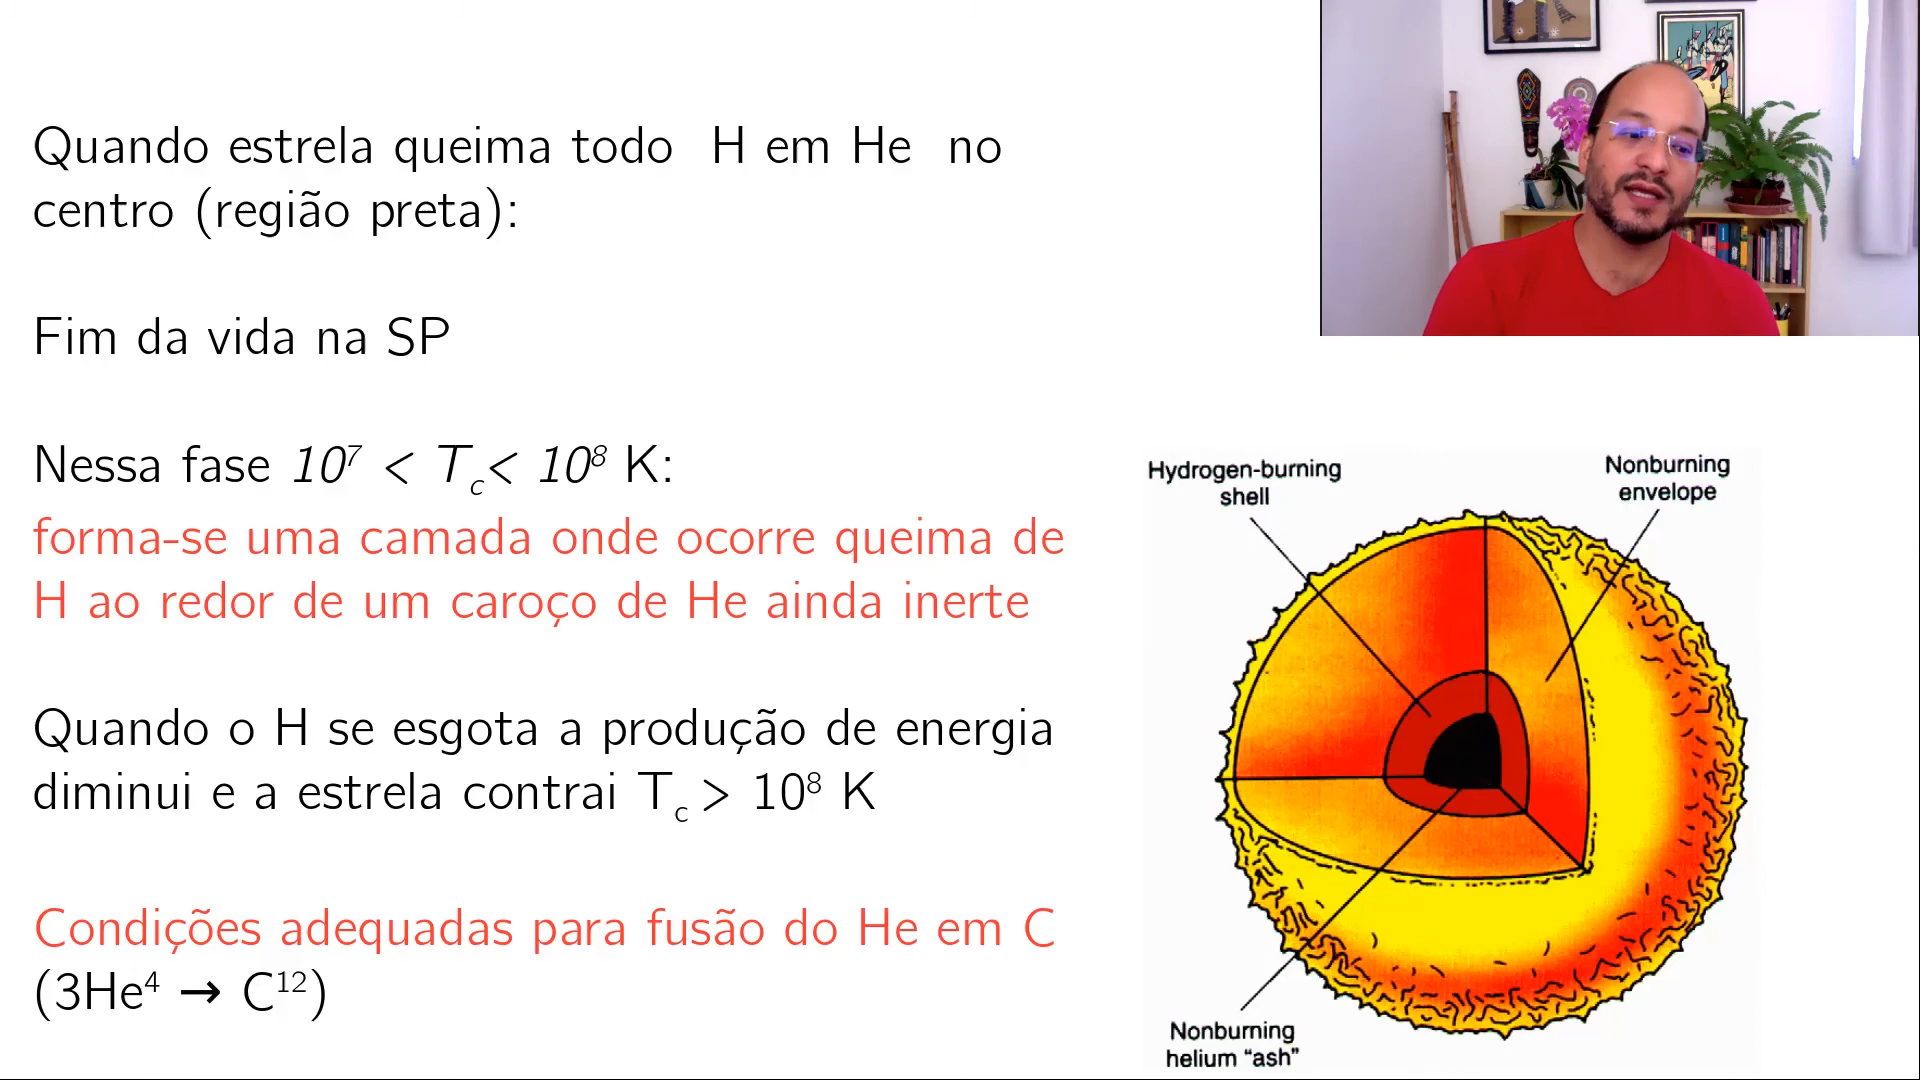 Quando estrela queima todo H em He no
centro (região preta):
Fim da vida na SP
Nessa fase 10⁷ < T_c < 10⁸ K:
forma-se uma camada onde ocorre queima de
H ao redor de um caroço de He ainda inerte
Quando o H se esgota a produção de energia
diminui e a estrela contrai T_c > 10⁸ K
Condições adequadas para fusão do He em C
(3He⁴ → C¹²)
Hydrogen-burning
shell
Nonburning
envelope
Nonburning
helium “ash”